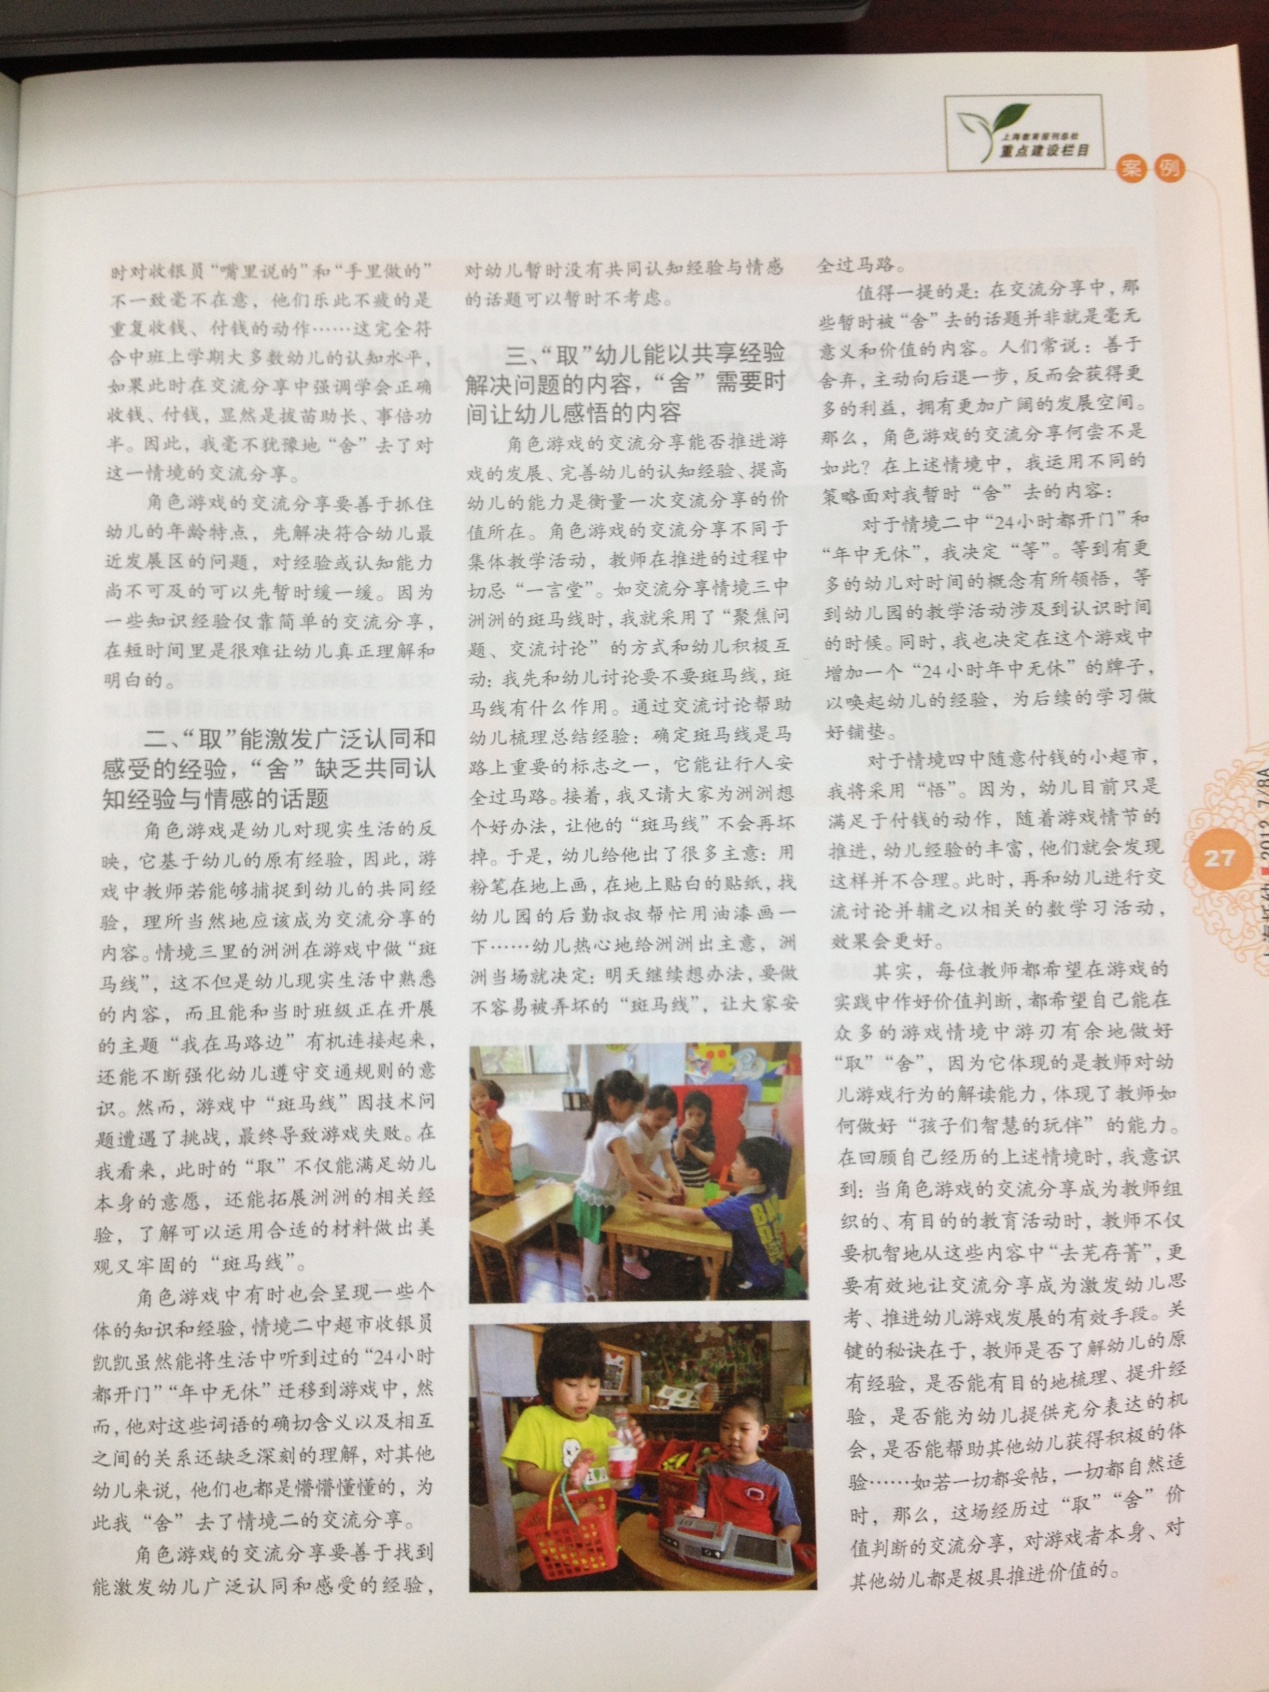 上海教育报刊总社
重点建设栏目
案例
时对收银员“嘴里说的”和“手里做的”
不一致毫不在意，他们乐此不疲的是
重复收钱、付钱的动作……这完全符
合中班上学期大多数幼儿的认知水平，
如果此时在交流分享中强调学会正确
收钱、付钱，显然是拔苗助长、事倍功
半。因此，我毫不犹豫地“舍”去了对
这一情境的交流分享。
角色游戏的交流分享要善于抓住
幼儿的年龄特点，先解决符合幼儿最
近发展区的问题，对经验或认知能力
尚不可及的可以先暂时缓一缓。因为
一些知识经验仅靠简单的交流分享，
在短时间里是很难让幼儿真正理解和
明白的。
二、“取”能激发广泛认同和
感受的经验，“舍”缺乏共同认
知经验与情感的话题
角色游戏是幼儿对现实生活的反
映，它基于幼儿的原有经验，因此，游
戏中教师若能够捕捉到幼儿的共同经
验，理所当然地应该成为交流分享的
内容。情境三里的洲洲在游戏中做“斑
马线”，这不但是幼儿现实生活中熟悉
的内容，而且能和当时班级正在开展
的主题“我在马路边”有机连接起来，
还能不断强化幼儿遵守交通规则的意
识。然而，游戏中“斑马线”因技术问
题遭遇了挑战，最终导致游戏失败。在
我看来，此时的“取”不仅能满足幼儿
本身的意愿，还能拓展洲洲的相关经
验，了解可以运用合适的材料做出美
观又牢固的“斑马线”。
角色游戏中有时也会呈现一些个
体的知识和经验，情境二中超市收银员
凯凯虽然能将生活中听到过的“24小时
都开门”“年中无休”迁移到游戏中，然
而，他对这些词语的确切含义以及相互
之间的关系还缺乏深刻的理解，对其他
幼儿来说，他们也都是懵懵懂懂的，为
此我“舍”去了情境二的交流分享。
角色游戏的交流分享要善于找到
能激发幼儿广泛认同和感受的经验，
对幼儿暂时没有共同认知经验与情感
的话题可以暂时不考虑。
三、“取”幼儿能以共享经验
解决问题的内容，“舍”需要时
间让幼儿感悟的内容
角色游戏的交流分享能否推进游
戏的发展、完善幼儿的认知经验、提高
幼儿的能力是衡量一次交流分享的价
值所在。角色游戏的交流分享不同于
集体教学活动，教师在推进的过程中
切忌“一言堂”。如交流分享情境三中
洲洲的斑马线时，我就采用了“聚焦问
题、交流讨论”的方式和幼儿积极互
动：我先和幼儿讨论要不要斑马线，斑
马线有什么作用。通过交流讨论帮助
幼儿梳理总结经验：确定斑马线是马
路上重要的标志之一，它能让行人安
全过马路。接着，我又请大家为洲洲想
个好办法，让他的“斑马线”不会再坏
掉。于是，幼儿给他出了很多主意：用
粉笔在地上画，在地上贴白的贴纸，找
幼儿园的后勤叔叔帮忙用油漆画一
下……幼儿热心地给洲洲出主意，洲
洲当场就决定：明天继续想办法，要做
不容易被弄坏的“斑马线”，让大家安
全过马路。
值得一提的是：在交流分享中，那
些暂时被“舍”去的话题并非就是毫无
意义和价值的内容。人们常说：善于
舍弃，主动向后退一步，反而会获得更
多的利益，拥有更加广阔的发展空间。
那么，角色游戏的交流分享何尝不是
如此？在上述情境中，我运用不同的
策略面对我暂时“舍”去的内容：
对于情境二中“24小时都开门”和
“年中无休”，我决定“等”。等到有更
多的幼儿对时间的概念有所领悟，等
到幼儿园的教学活动涉及到认识时间
的时候。同时，我也决定在这个游戏中
增加一个“24小时年中无休”的牌子，
以唤起幼儿的经验，为后续的学习做
好铺垫。
对于情境四中随意付钱的小超市，
我将采用“悟”。因为，幼儿目前只是
满足于付钱的动作，随着游戏情节的
推进，幼儿经验的丰富，他们就会发现
这样并不合理。此时，再和幼儿进行交
流讨论并辅之以相关的数学习活动，
效果会更好。
其实，每位教师都希望在游戏的
实践中作好价值判断，都希望自己能在
众多的游戏情境中游刃有余地做好
“取”“舍”，因为它体现的是教师对幼
儿游戏行为的解读能力，体现了教师如
何做好“孩子们智慧的玩伴”的能力。
在回顾自己经历的上述情境时，我意识
到：当角色游戏的交流分享成为教师组
织的、有目的的教育活动时，教师不仅
要机智地从这些内容中“去芜存菁”，更
要有效地让交流分享成为激发幼儿思
考、推进幼儿游戏发展的有效手段。关
键的秘诀在于，教师是否了解幼儿的原
有经验，是否能有目的地梳理、提升经
验，是否能为幼儿提供充分表达的机
会，是否能帮助其他幼儿获得积极的体
验……如若一切都妥帖，一切都自然适
时，那么，这场经历过“取”“舍”价
值判断的交流分享，对游戏者本身、对
其他幼儿都是极具推进价值的。
27
2012.7/8A